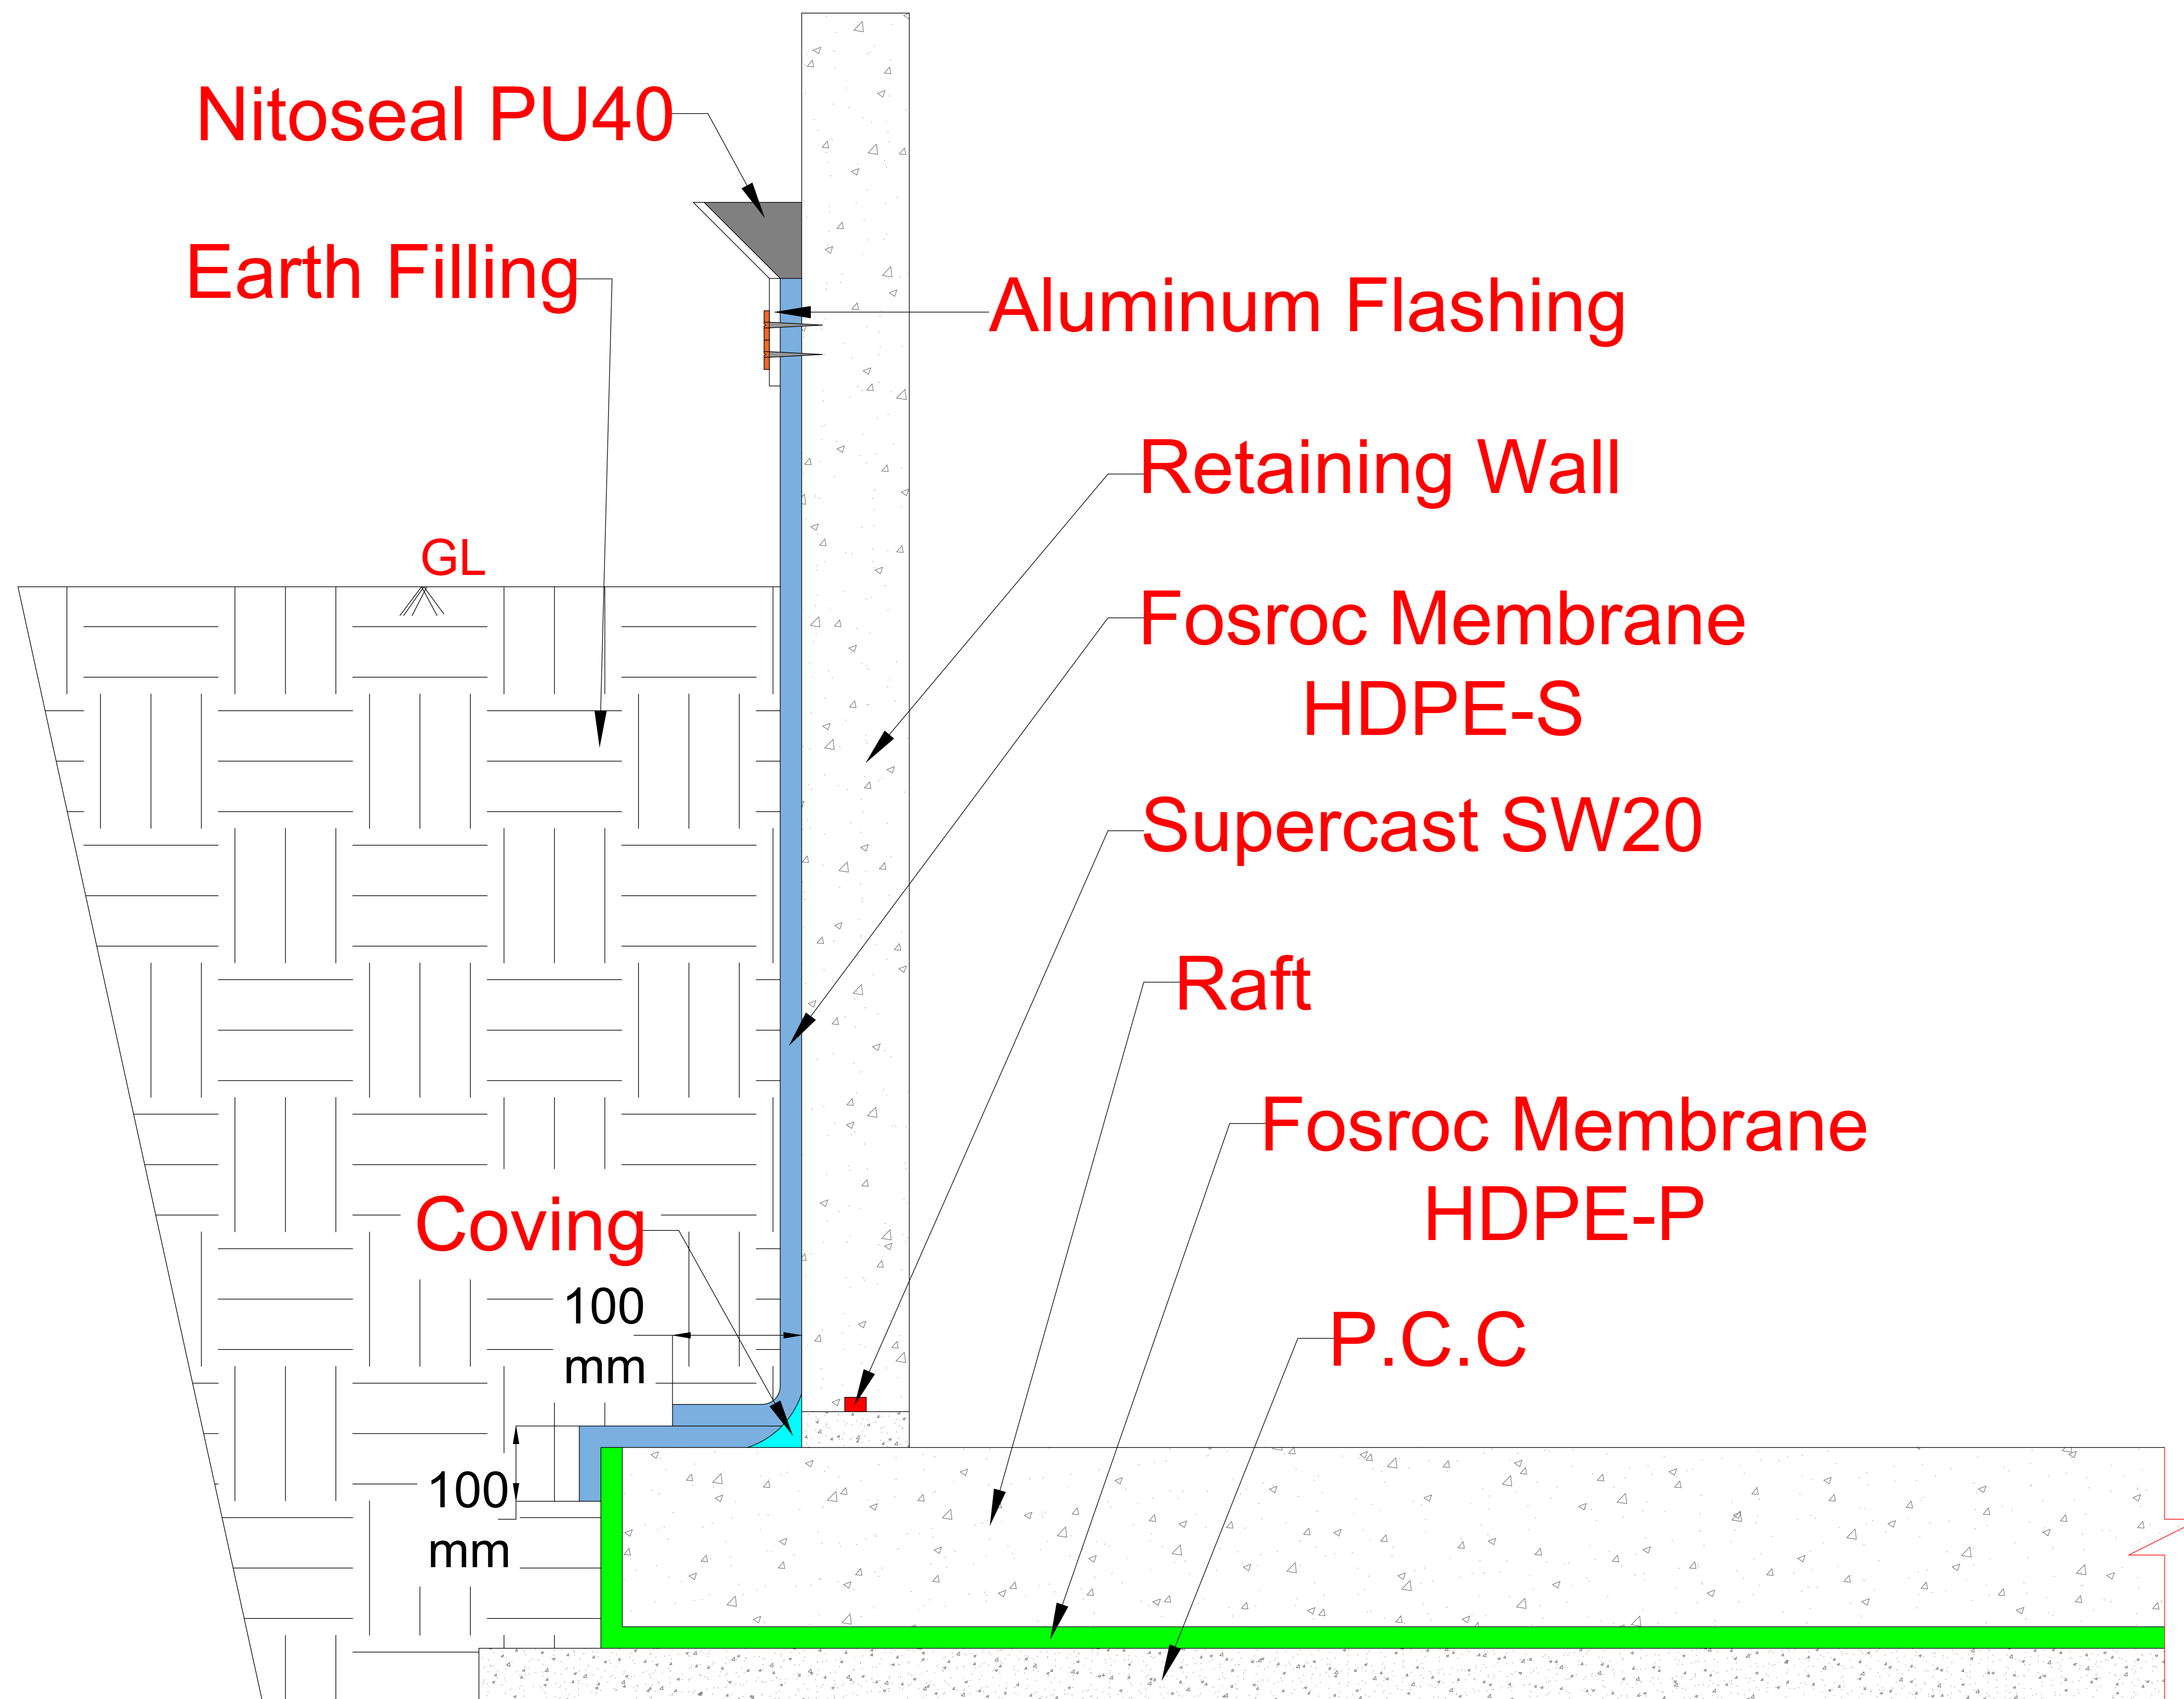 Nitoseal PU40
Earth Filling
Aluminum Flashing
Retaining Wall
GL
Fosroc Membrane
HDPE-S
Supercast SW20
Raft
Fosroc Membrane
HDPE-P
Coving
100
mm
P.C.C
100
mm